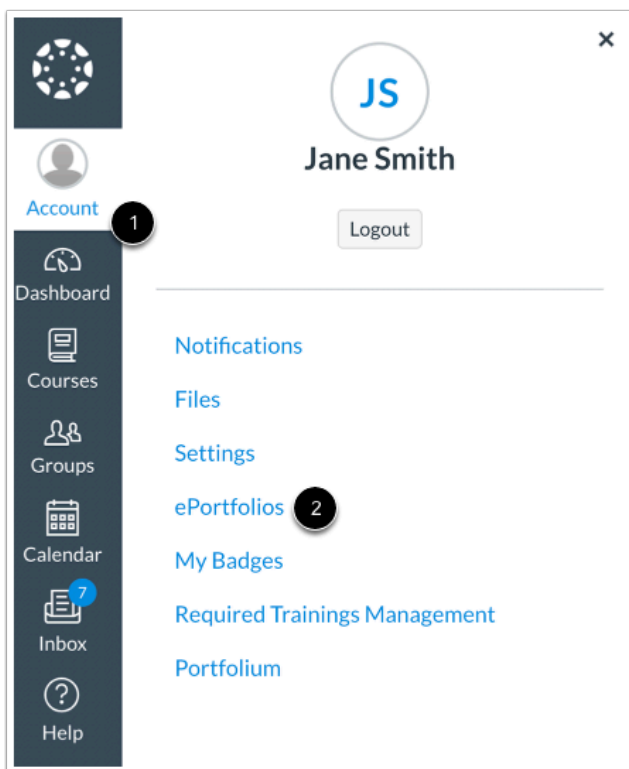 ×
JS
Jane Smith
Logout
Account
1
Dashboard
Courses
Groups
Calendar
7
Inbox
?
Help
Notifications
Files
Settings
ePortfolios 2
My Badges
Required Trainings Management
Portfolium